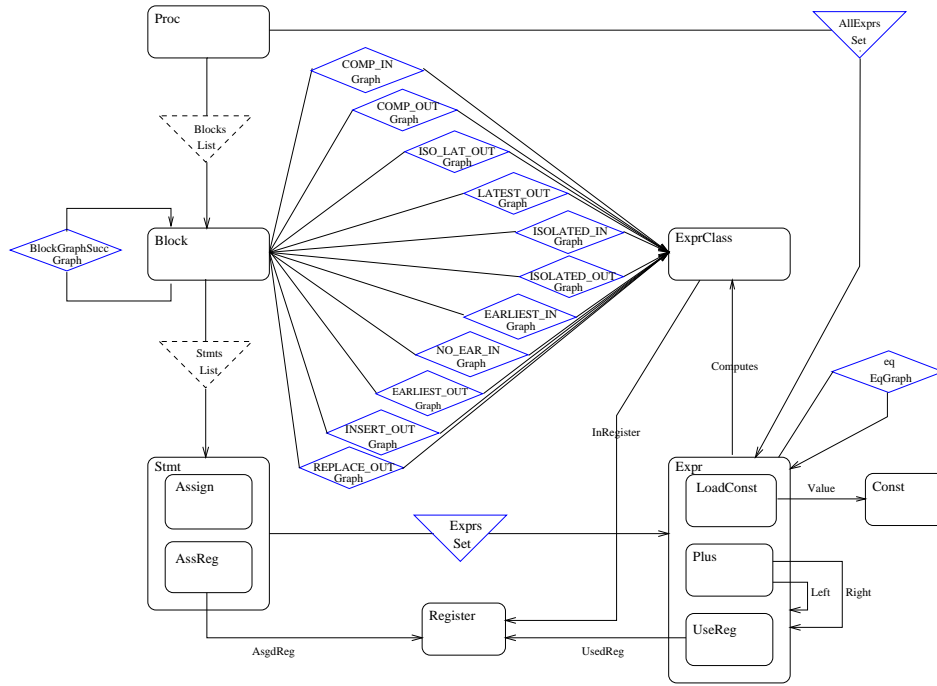 Proc
AllExprs
Set
COMP_IN
Graph
COMP_OUT
Graph
Blocks
List
ISO_LAT_OUT
Graph
LATEST_OUT
Graph
Block
ISOLATED_IN
Graph
ExprClass
BlockGraphSucc
Graph
ISOLATED_OUT
Graph
EARLIEST_IN
Graph
Stmts
List
NO_EAR_IN
Graph
Computes
eq
EqGraph
EARLIEST_OUT
Graph
INSERT_OUT
Graph
InRegister
REPLACE_OUT
Graph
Stmt
Expr
Assign
LoadConst
Value
Const
Exprs
Set
AssReg
Plus
Left
Right
Register
UseReg
AsgdReg
UsedReg